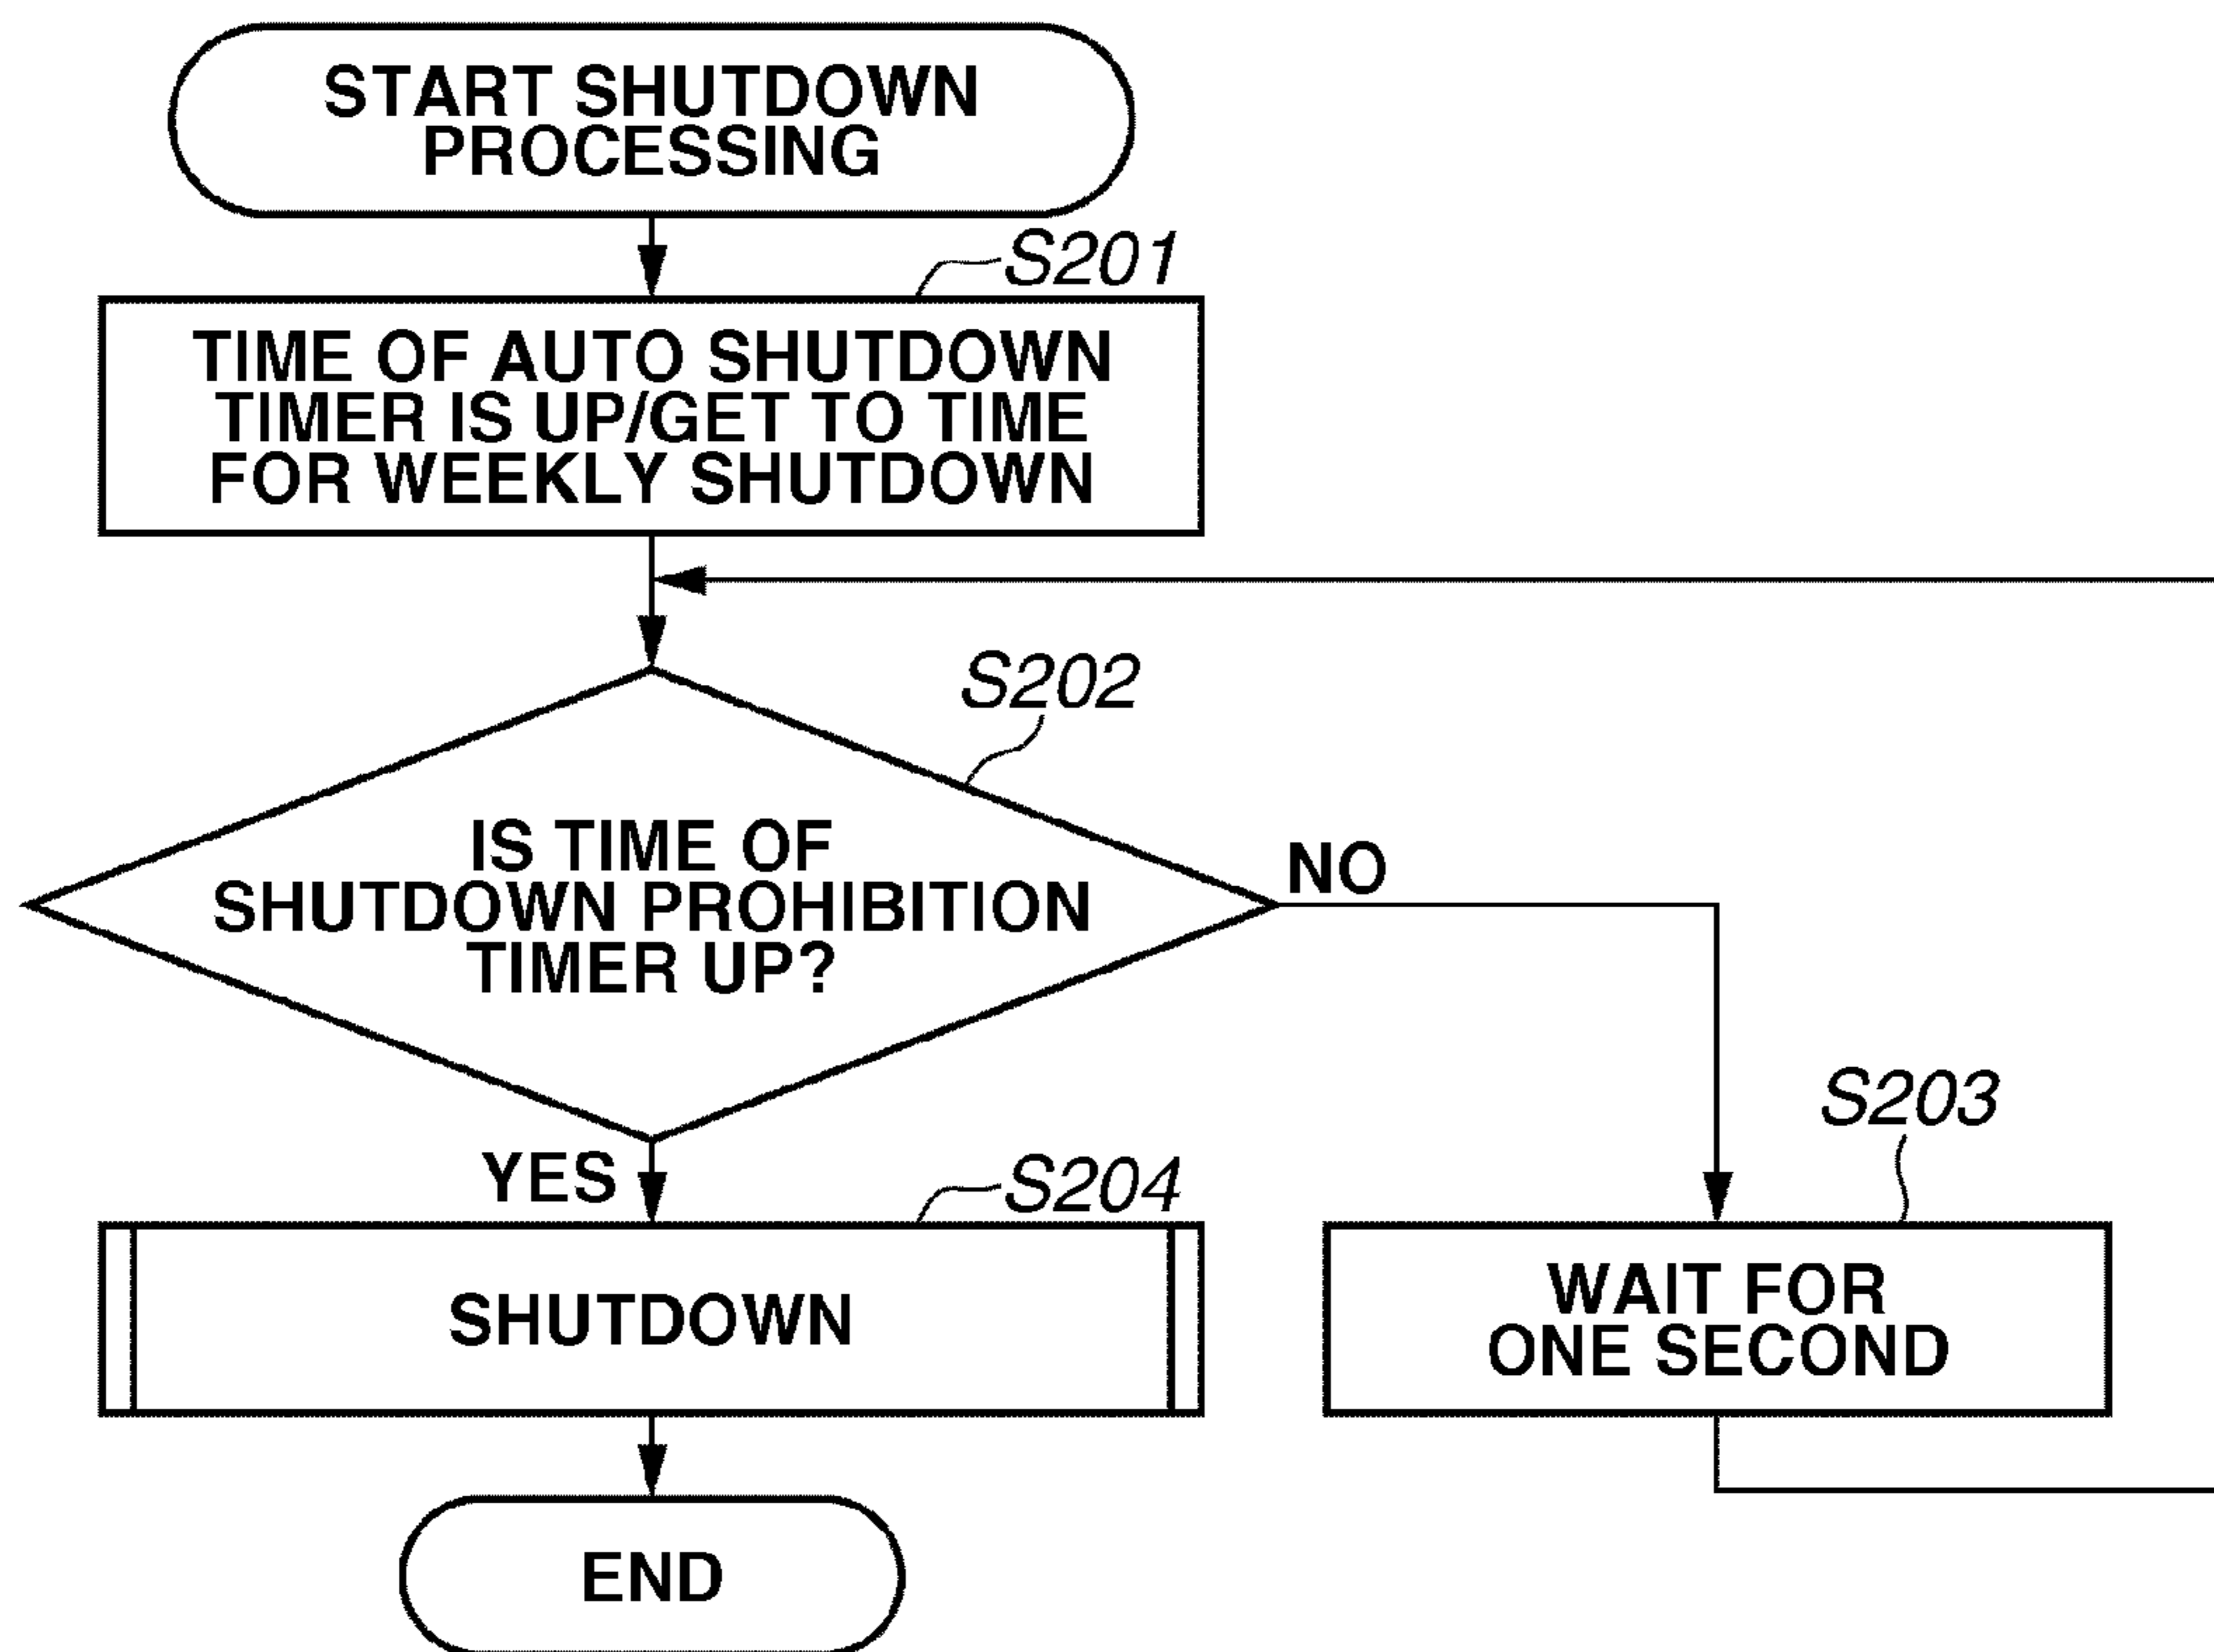 START SHUTDOWN
PROCESSING
S201
TIME OF AUTO SHUTDOWN
TIMER IS UP/GET TO TIME
FOR WEEKLY SHUTDOWN
S202
IS TIME OF
SHUTDOWN PROHIBITION
TIMER UP?
NO
YES
S204
SHUTDOWN
S203
WAIT FOR
ONE SECOND
END